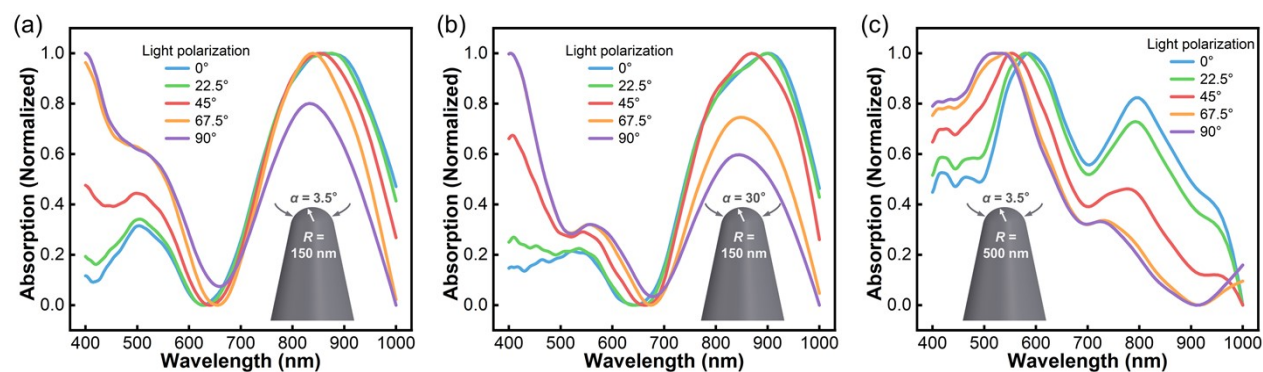 (a)
Absorption (Normalized)
1.0
0.8
0.6
0.4
0.2
0.0
Light polarization
0°
22.5°
45°
67.5°
90°
α = 3.5°
R =
150 nm
400 500 600 700 800 900 1000
Wavelength (nm)
(b)
Absorption (Normalized)
1.0
0.8
0.6
0.4
0.2
0.0
Light polarization
0°
22.5°
45°
67.5°
90°
α = 30°
R =
150 nm
400 500 600 700 800 900 1000
Wavelength (nm)
(c)
Absorption (Normalized)
1.0
0.8
0.6
0.4
0.2
0.0
Light polarization
0°
22.5°
45°
67.5°
90°
α = 3.5°
R =
500 nm
400 500 600 700 800 900 1000
Wavelength (nm)